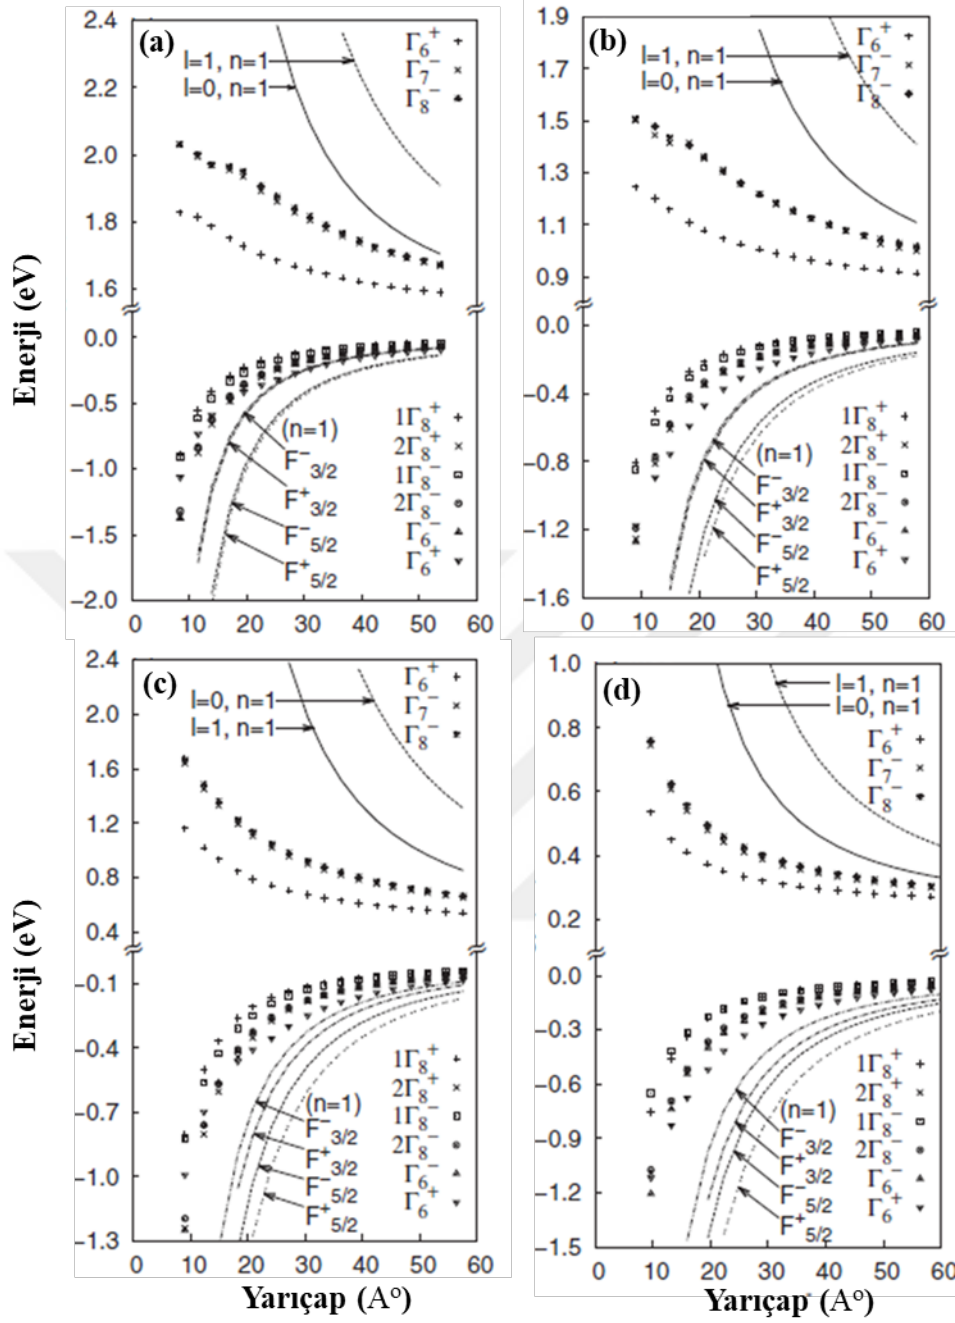 Enerji (eV)
(a)
2.4
2.2
2.0
1.8
1.6
0.0
−0.5
−1.0
−1.5
−2.0
0 10 20 30 40 50 60
l=1, n=1
l=0, n=1
Γ6+
Γ7−
Γ8−
(n=1)
F−3/2
F+3/2
F−5/2
F+5/2
1Γ8+
2Γ8+
1Γ8−
2Γ8−
Γ6−
Γ6+
(b)
1.9
1.7
1.5
1.3
1.1
0.9
0.0
−0.4
−0.8
−1.2
−1.6
0 10 20 30 40 50 60
l=1, n=1
l=0, n=1
Γ6+
Γ7−
Γ8−
(n=1)
F−3/2
F+3/2
F−5/2
F+5/2
1Γ8+
2Γ8+
1Γ8−
2Γ8−
Γ6−
Γ6+
Enerji (eV)
(c)
2.4
2.0
1.6
1.2
0.8
0.4
−0.1
−0.4
−0.7
−1.0
−1.3
0 10 20 30 40 50 60
l=0, n=1
l=1, n=1
Γ6+
Γ7−
Γ8−
(n=1)
F−3/2
F+3/2
F−5/2
F+5/2
1Γ8+
2Γ8+
1Γ8−
2Γ8−
Γ6−
Γ6+
Yarıçap (A°)
(d)
1.0
0.8
0.6
0.4
0.2
0.0
−0.3
−0.6
−0.9
−1.2
−1.5
0 10 20 30 40 50 60
l=1, n=1
l=0, n=1
Γ6+
Γ7−
Γ8−
(n=1)
F−3/2
F+3/2
F−5/2
F+5/2
1Γ8+
2Γ8+
1Γ8−
2Γ8−
Γ6−
Γ6+
Yarıçap (A°)